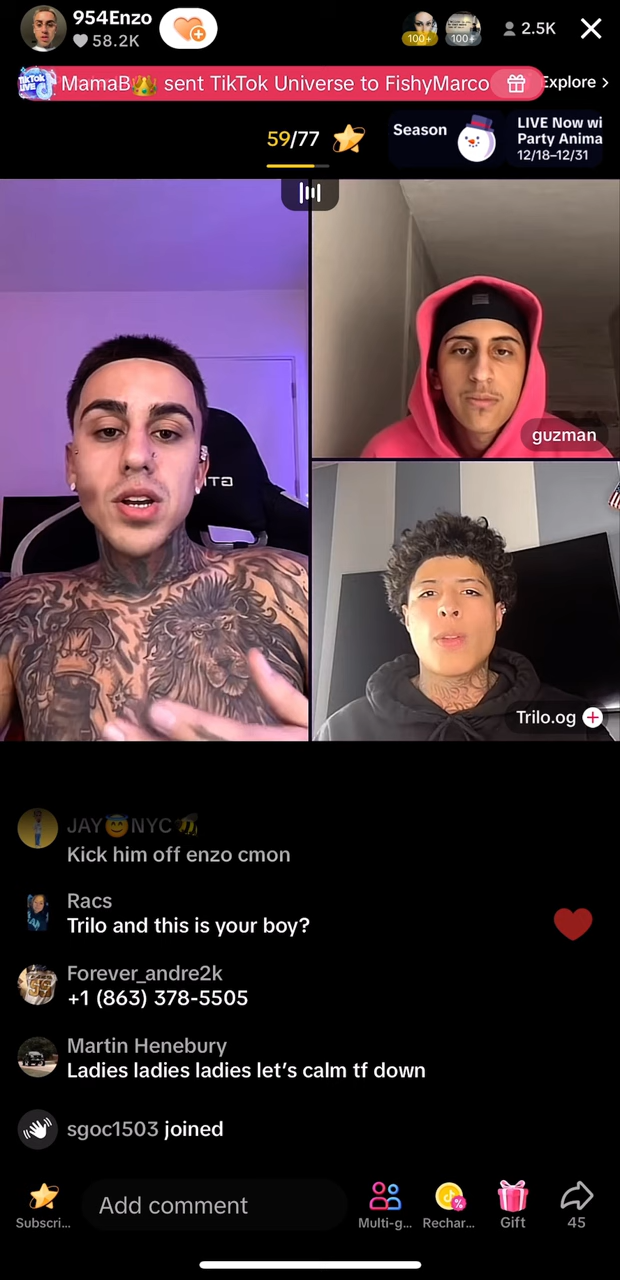 954Enzo
58.2K
100+
100+
2.5K
TikTok LIVE
MamaB👑 sent TikTok Universe to FishyMarco
Explore >
59/77
Season
LIVE Now wi
Party Anima
12/18–12/31
guzman
Trilo.og
JAY😇NYC🐝
Kick him off enzo cmon
Racs
Trilo and this is your boy?
Forever_andre2k
+1 (863) 378-5505
Martin Henebury
Ladies ladies ladies let's calm tf down
sgoc1503 joined
Add comment
Subscri...
Multi-g...
Rechar...
Gift
45